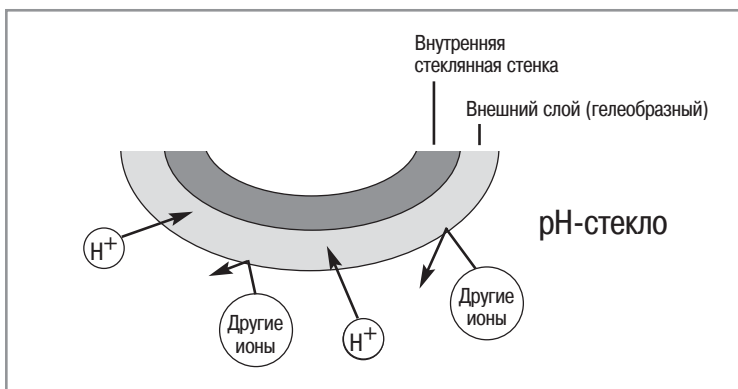 Внутренняя
стеклянная стенка
Внешний слой (гелеобразный)
pH-стекло
H+
Другие
ионы
H+
Другие
ионы